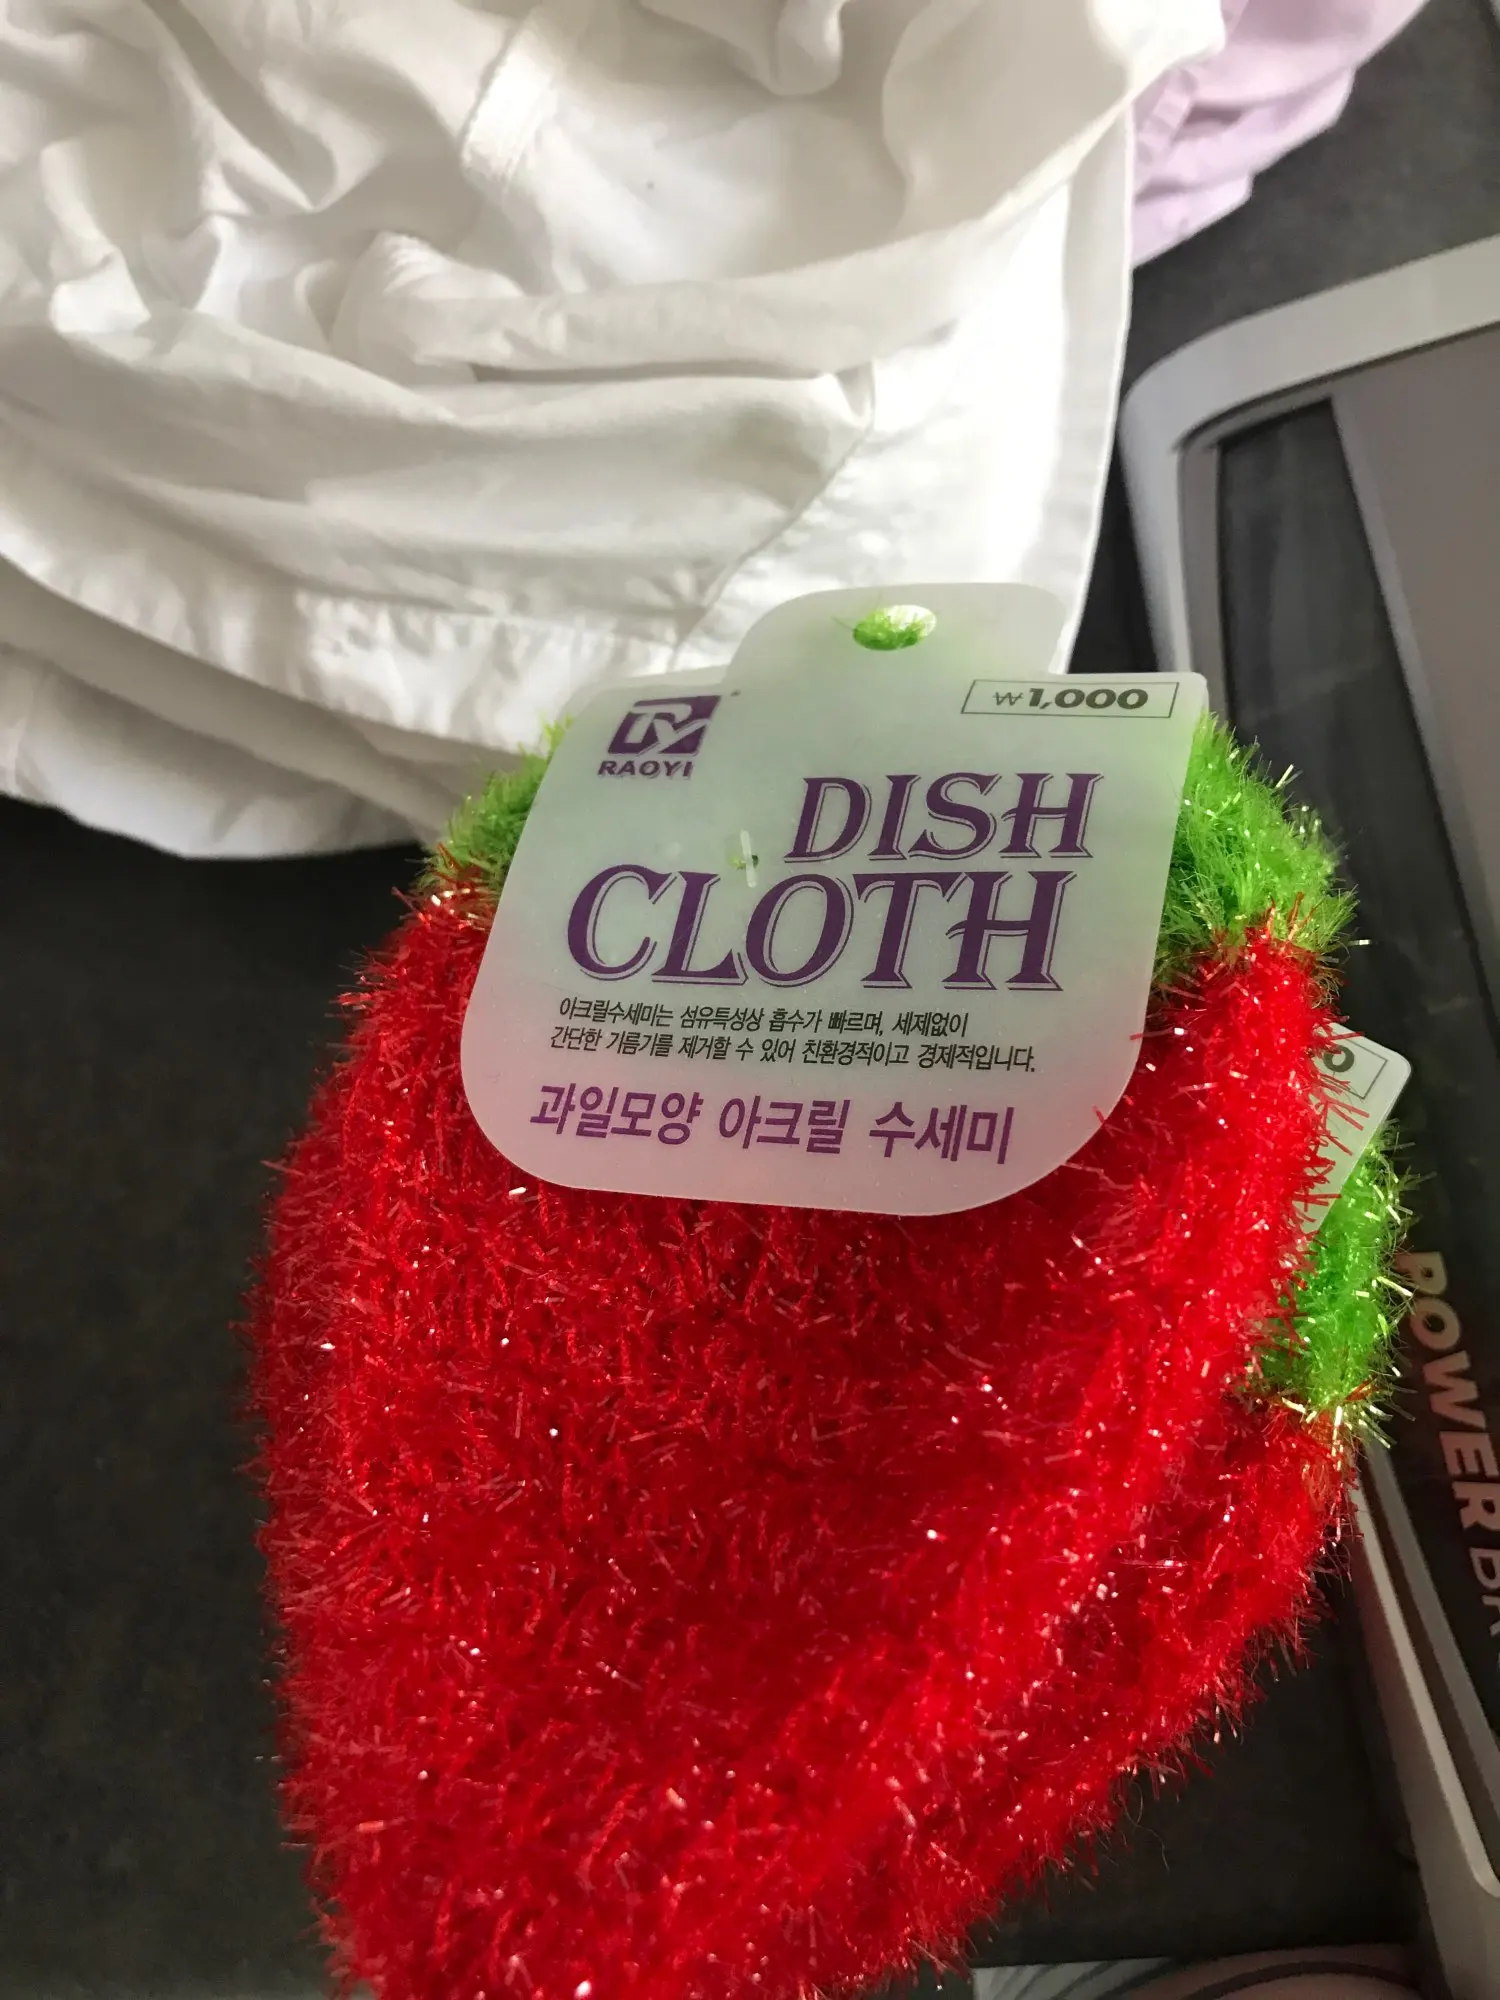 RAOYI
₩1,000
DISH
CLOTH
아크릴수세미는 섬유특성상 흡수가 빠르며, 세제없이
간단한 기름기를 제거할 수 있어 친환경적이고 경제적입니다.
과일모양 아크릴 수세미
POWER